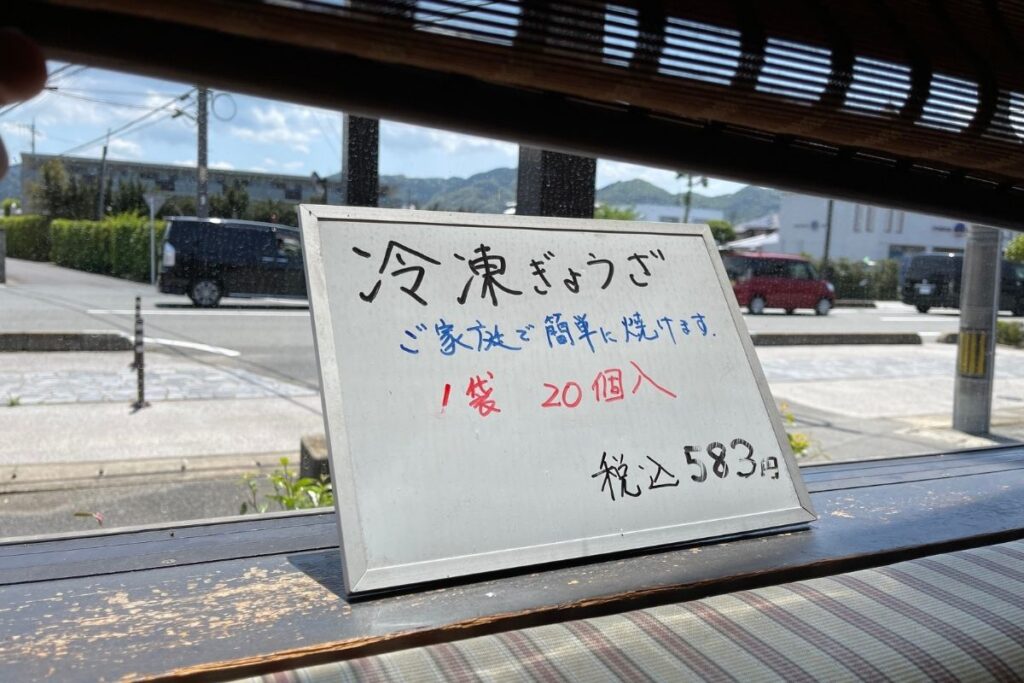 冷凍ぎょうざ
ご家庭で簡単に焼けます.
1袋 20個入
税込583円